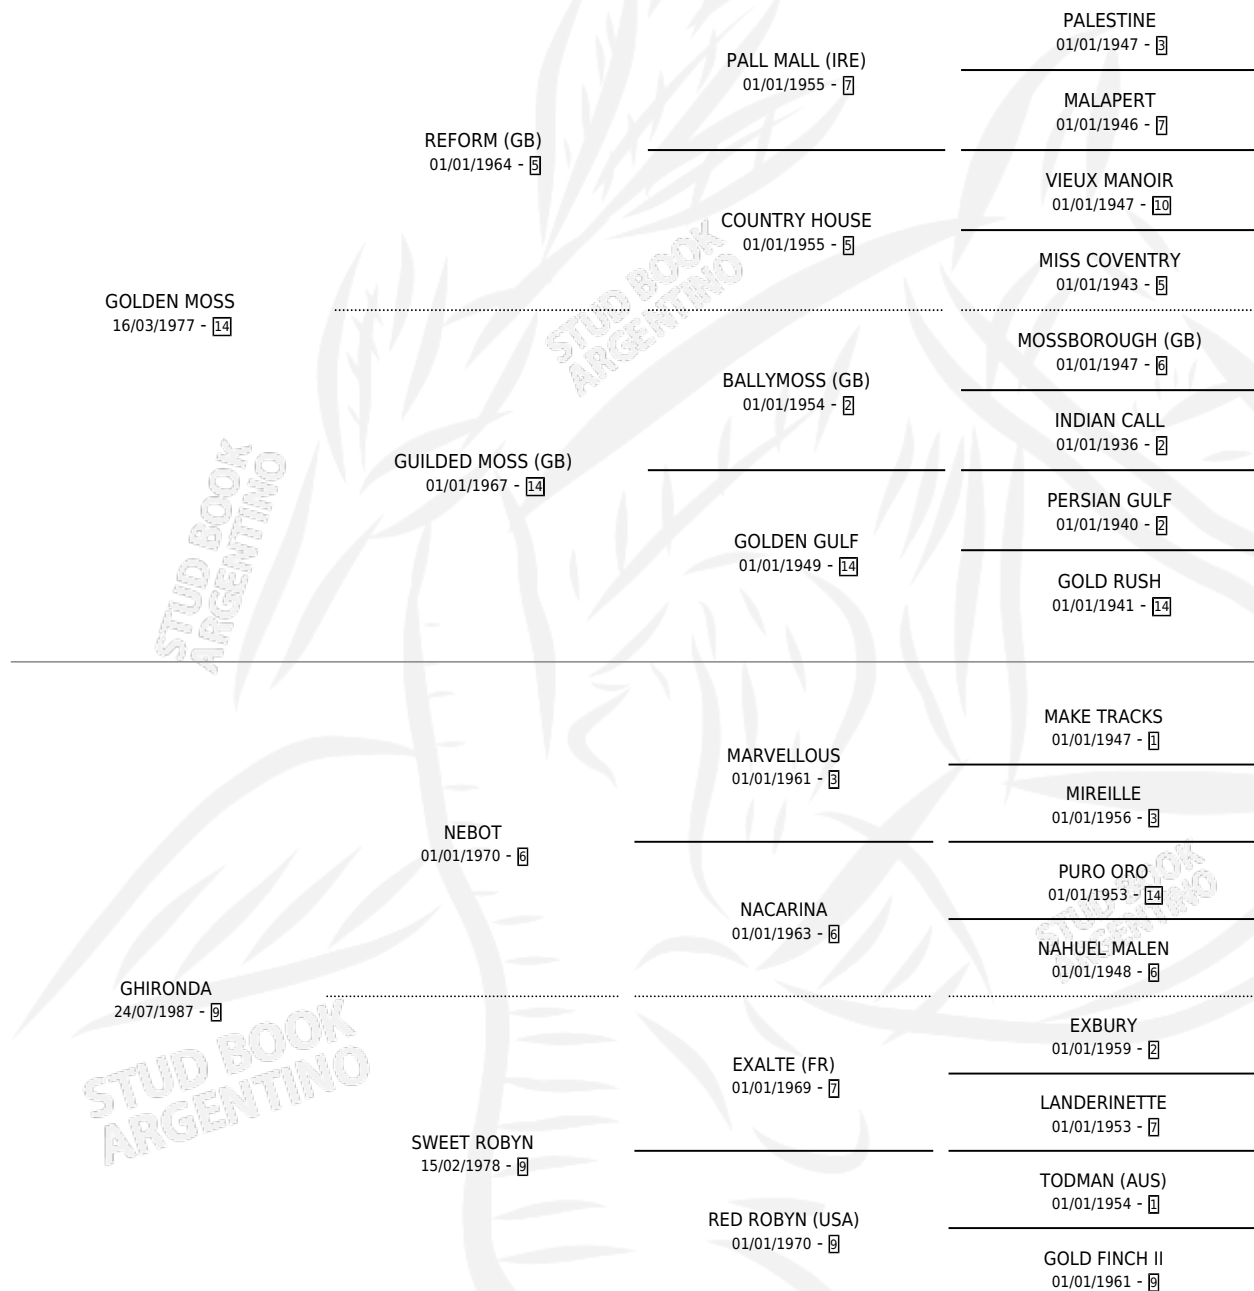 PALESTINE
01/01/1947 - 3
PALL MALL (IRE)
01/01/1955 - 7
MALAPERT
01/01/1946 - 7
REFORM (GB)
01/01/1964 - 5
VIEUX MANOIR
01/01/1947 - 10
COUNTRY HOUSE
01/01/1955 - 5
MISS COVENTRY
01/01/1943 - 5
GOLDEN MOSS
16/03/1977 - 14
STUD BOOK
ARGENTINO
MOSSBOROUGH (GB)
01/01/1947 - 6
BALLYMOSS (GB)
01/01/1954 - 2
INDIAN CALL
01/01/1936 - 2
GUILDED MOSS (GB)
01/01/1967 - 14
STUD BOOK
ARGENTINO
PERSIAN GULF
01/01/1940 - 2
GOLDEN GULF
01/01/1949 - 14
GOLD RUSH
01/01/1941 - 14
MAKE TRACKS
01/01/1947 - 1
MARVELLOUS
01/01/1961 - 3
MIREILLE
01/01/1956 - 3
NEBOT
01/01/1970 - 6
PURO ORO
01/01/1953 - 14
STUD BOOK
ARGENTINO
NACARINA
01/01/1963 - 6
NAHUEL MALEN
01/01/1948 - 6
GHIRONDA
24/07/1987 - 9
STUD BOOK
ARGENTINO
EXBURY
01/01/1959 - 2
EXALTE (FR)
01/01/1969 - 7
LANDERINETTE
01/01/1953 - 7
SWEET ROBYN
15/02/1978 - 9
TODMAN (AUS)
01/01/1954 - 1
RED ROBYN (USA)
01/01/1970 - 9
GOLD FINCH II
01/01/1961 - 9